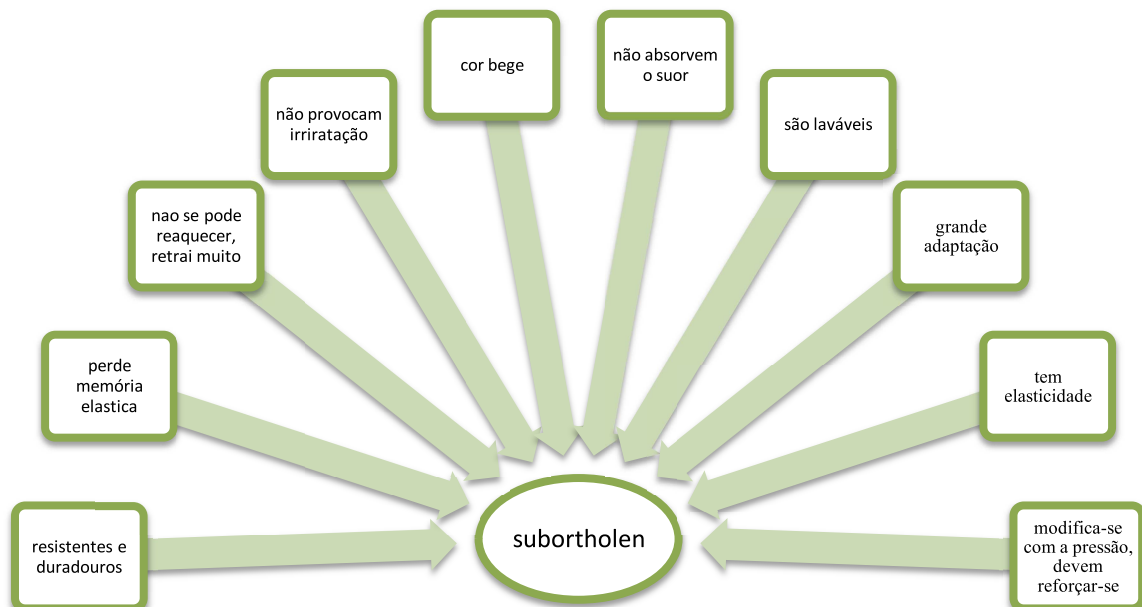 cor bege
não absorvem
o suor
não provocam
irriratação
são laváveis
nao se pode
reaquecer,
retrai muito
grande
adaptação
perde
memória
elastica
tem
elasticidade
resistentes e
duradouros
subortholen
modifica-se
com a pressão,
devem
reforçar-se